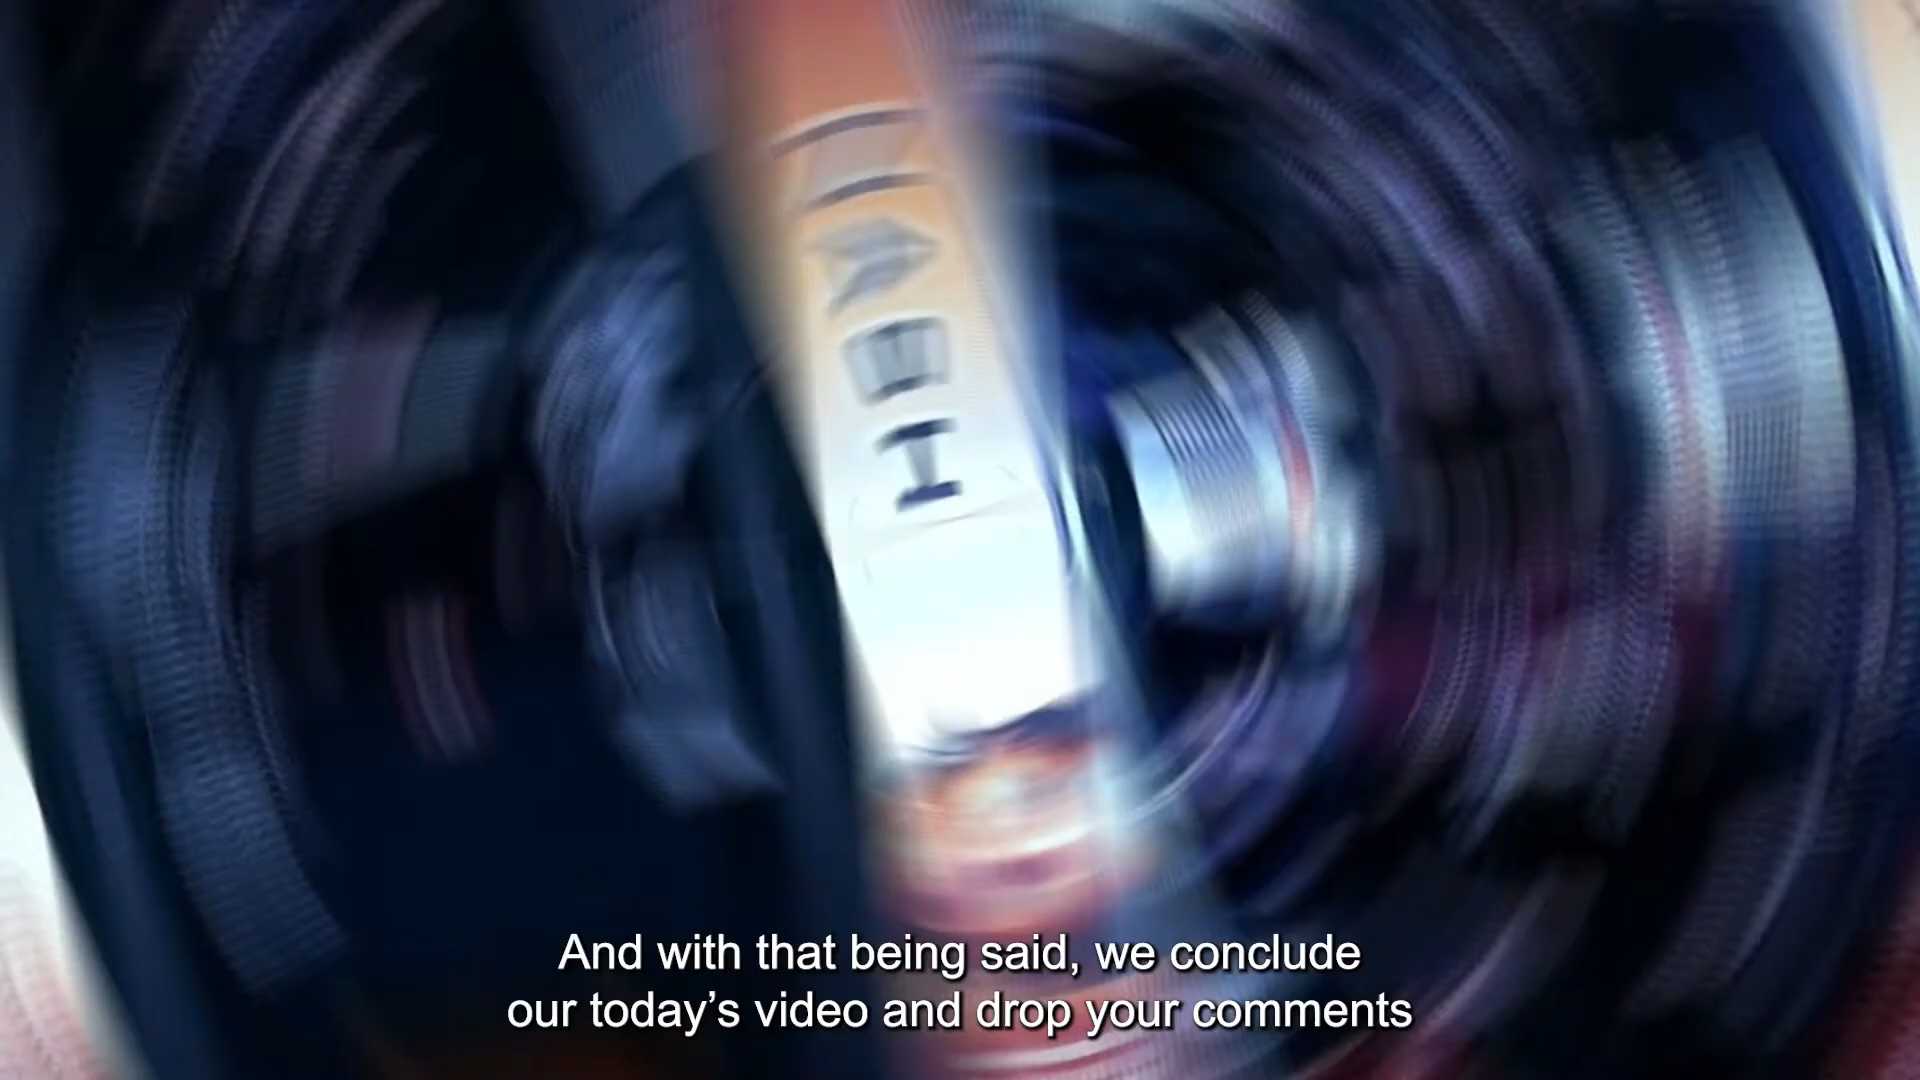 And with that being said, we conclude
our today’s video and drop your comments